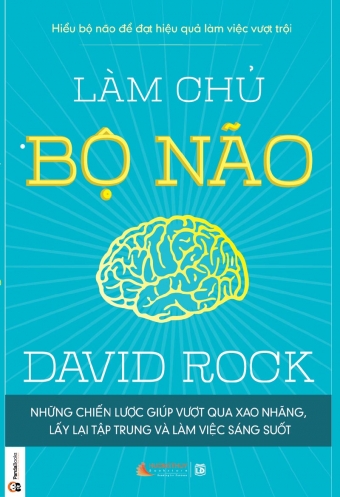 Hiểu bộ não để đạt hiệu quả làm việc vượt trội
LÀM CHỦ
BỘ NÃO
DAVID ROCK
NHỮNG CHIẾN LƯỢC GIÚP VƯỢT QUA XAO NHÃNG,
LẤY LẠI TẬP TRUNG VÀ LÀM VIỆC SÁNG SUỐT
PandaBooks